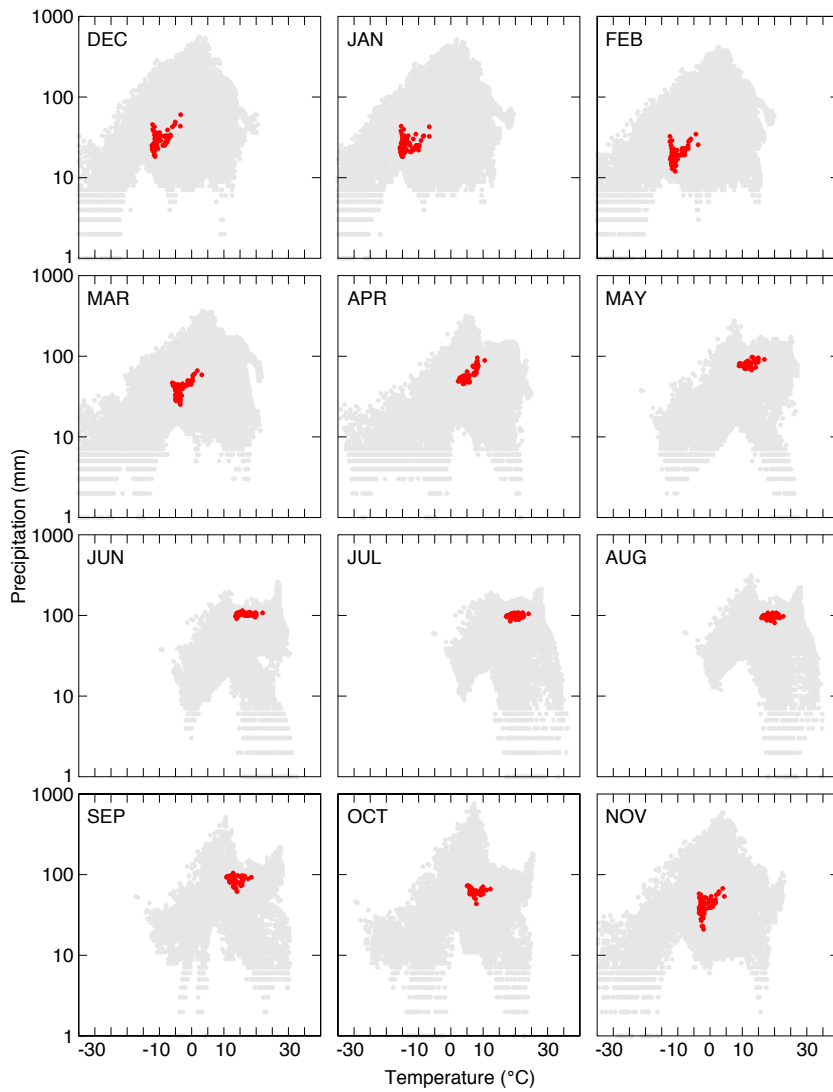 1000
DEC
JAN
FEB
100
10
1
1000
MAR
APR
MAY
100
10
1
Precipitation (mm)
1000
JUN
JUL
AUG
100
10
1
1000
SEP
OCT
NOV
100
10
1
-30 -10 0 10 30 -30 -10 0 10 30 -30 -10 0 10 30
Temperature (°C)